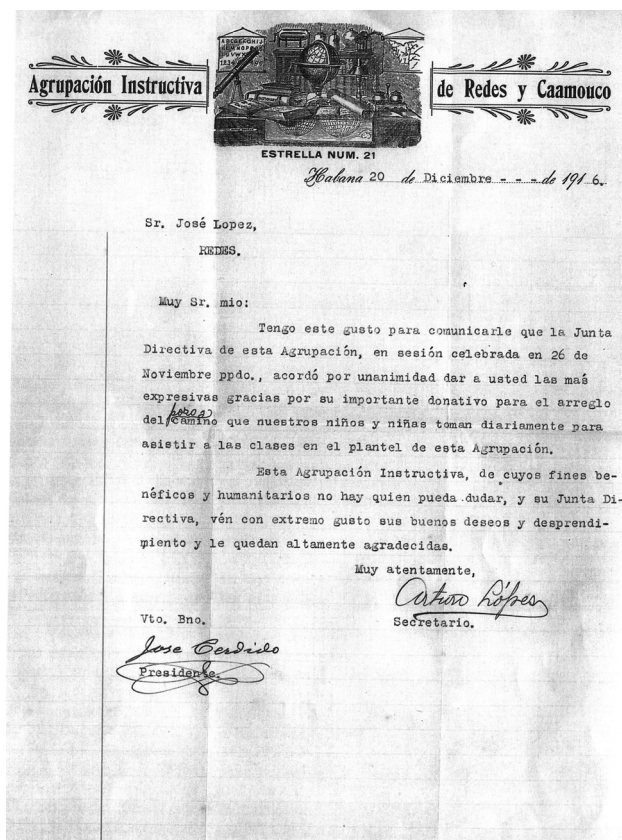 Agrupación Instructiva de Redes y Caamouco
ESTRELLA NUM. 21
Habana 20 de Diciembre - - - de 1916.
Sr. José Lopez,
REDES.
Muy Sr. mio:
Tengo este gusto para comunicarle que la Junta
Directiva de esta Agrupación, en sesión celebrada en 26 de
Noviembre ppdo., acordó por unanimidad dar a usted las maś
expresivas gracias por su importante donativo para el arreglo
del camino que nuestros niños y niñas toman diariamente para
asistir a las clases en el plantel de esta Agrupación.
Esta Agrupación Instructiva, de cuyos fines be-
néficos y humanitarios no hay quien pueda dudar, y su Junta Di-
rectiva, vén con extremo gusto sus buenos deseos y desprendi-
miento y le quedan altamente agradecidas.
Muy atentamente,
Arturo López
Secretario.
Vto. Bno.
Jose Cerdido
Presidente.